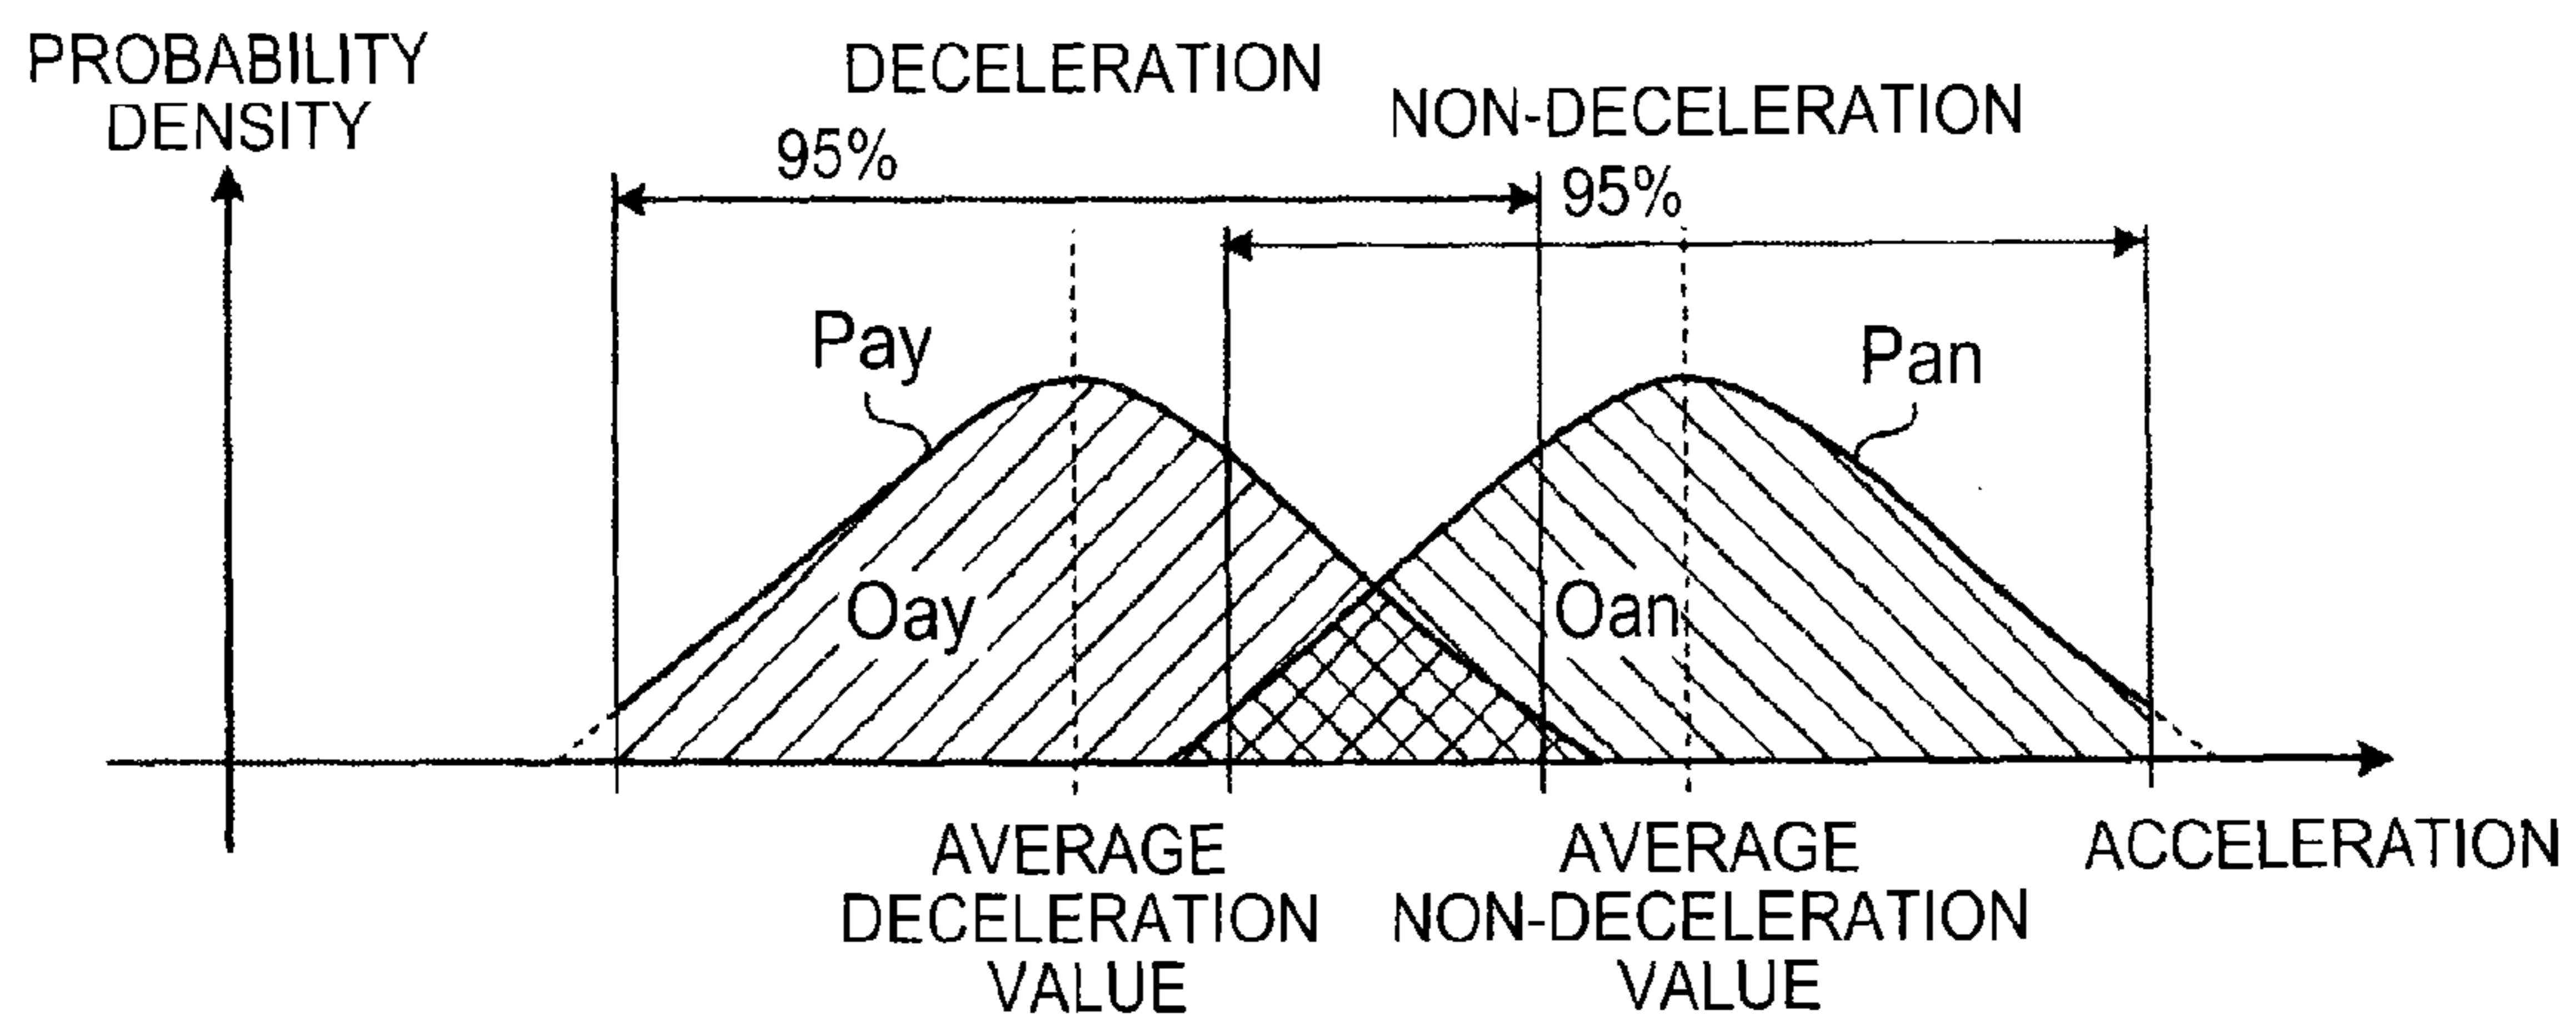 PROBABILITY
DENSITY
DECELERATION
NON-DECELERATION
95%
95%
Pay
Pan
Oay
Oan
AVERAGE
DECELERATION
VALUE
AVERAGE
NON-DECELERATION
VALUE
ACCELERATION